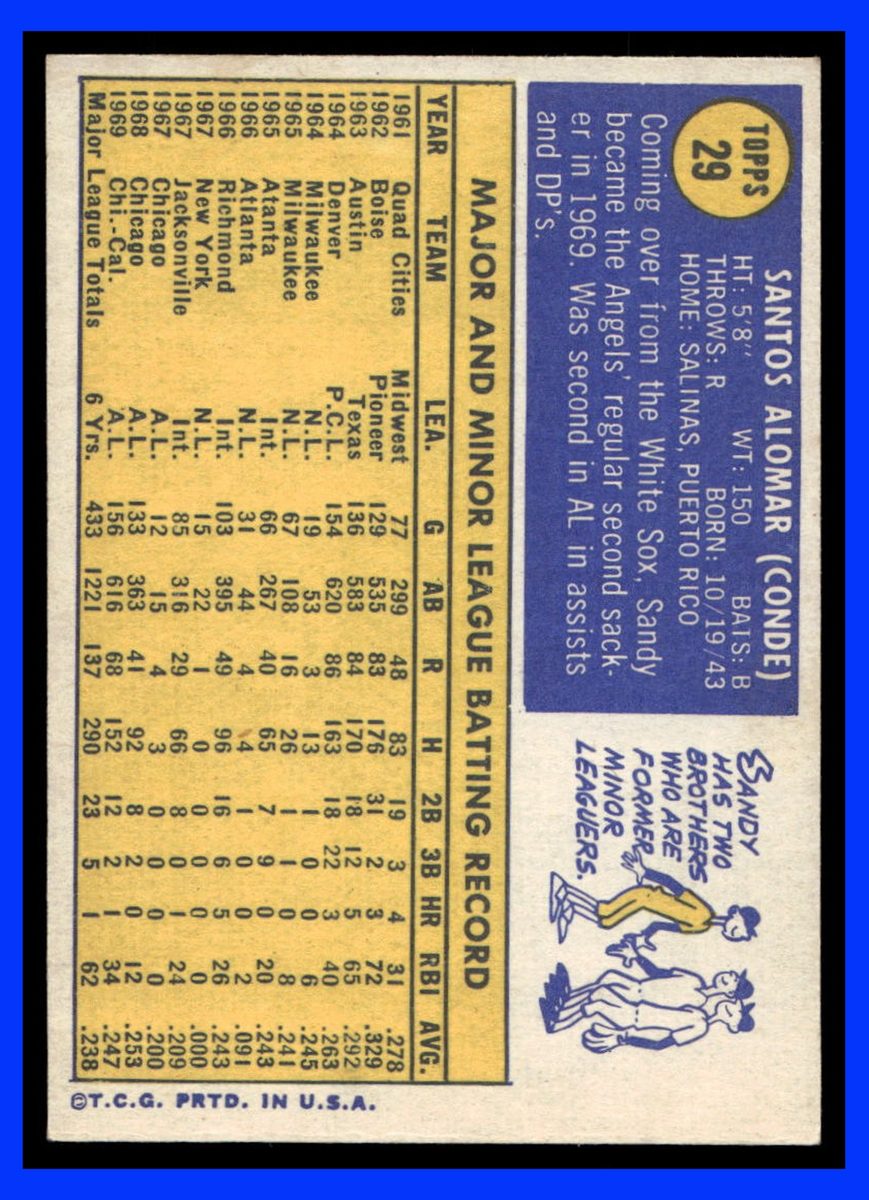 TOPPS
29
SANTOS ALOMAR (CONDE)
HT: 5'8" WT: 150 BATS: B
THROWS: R BORN: 10/19/43
HOME: SALINAS, PUERTO RICO
Coming over from the White Sox, Sandy
became the Angels' regular second sack-
er in 1969. Was second in AL in assists
and DP's.
SANDY
HAS TWO
BROTHERS
WHO ARE
FORMER
MINOR
LEAGUERS.
MAJOR AND MINOR LEAGUE BATTING RECORD
YEAR TEAM LEA. G AB R H 2B 3B HR RBI AVG.
1961 Quad Cities Midwest 77 299 48 83 19 3 4 31 .278
1962 Boise Pioneer 129 535 83 176 31 2 3 72 .329
1963 Austin Texas 136 583 84 170 18 12 5 65 .292
1964 Denver P.C.L. 154 620 86 163 18 22 3 40 .263
1964 Milwaukee N.L. 19 53 3 13 1 0 0 6 .245
1965 Milwaukee N.L. 67 108 16 26 1 1 0 8 .241
1965 Atanta Int. 66 267 40 65 7 9 0 20 .243
1966 Atlanta N.L. 31 44 4 4 1 0 0 2 .091
1966 Richmond Int. 103 395 49 96 16 6 5 26 .243
1967 New York N.L. 15 22 1 0 0 0 0 0 .000
1967 Jacksonville Int. 85 316 29 66 8 0 1 24 .209
1967 Chicago A.L. 12 15 4 3 0 0 0 0 .200
1968 Chicago A.L. 133 363 41 92 8 2 0 12 .253
1969 Chi.-Cal. A.L. 156 616 68 152 12 2 1 34 .247
Major League Totals 6 Yrs. 433 1221 137 290 23 5 1 62 .238
©T.C.G. PRTD. IN U.S.A.